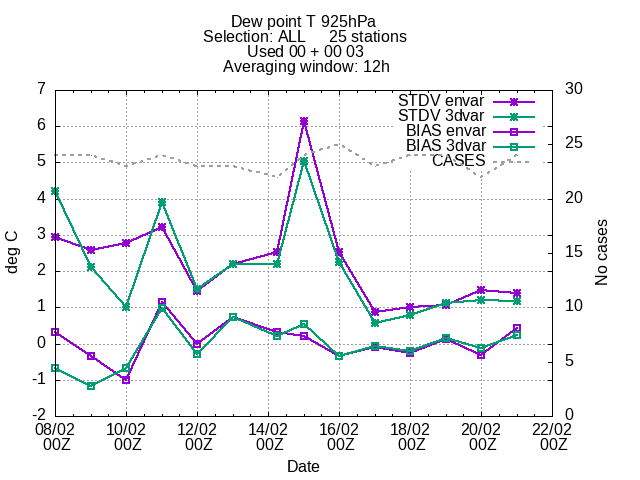 Dew point T 925hPa
Selection: ALL 25 stations
Used 00 + 00 03
Averaging window: 12h
STDV envar
STDV 3dvar
BIAS envar
BIAS 3dvar
CASES
deg C
7
6
5
4
3
2
1
0
-1
-2
No cases
30
25
20
15
10
5
0
08/02 10/02 12/02 14/02 16/02 18/02 20/02 22/02
00Z 00Z 00Z 00Z 00Z 00Z 00Z 00Z
Date